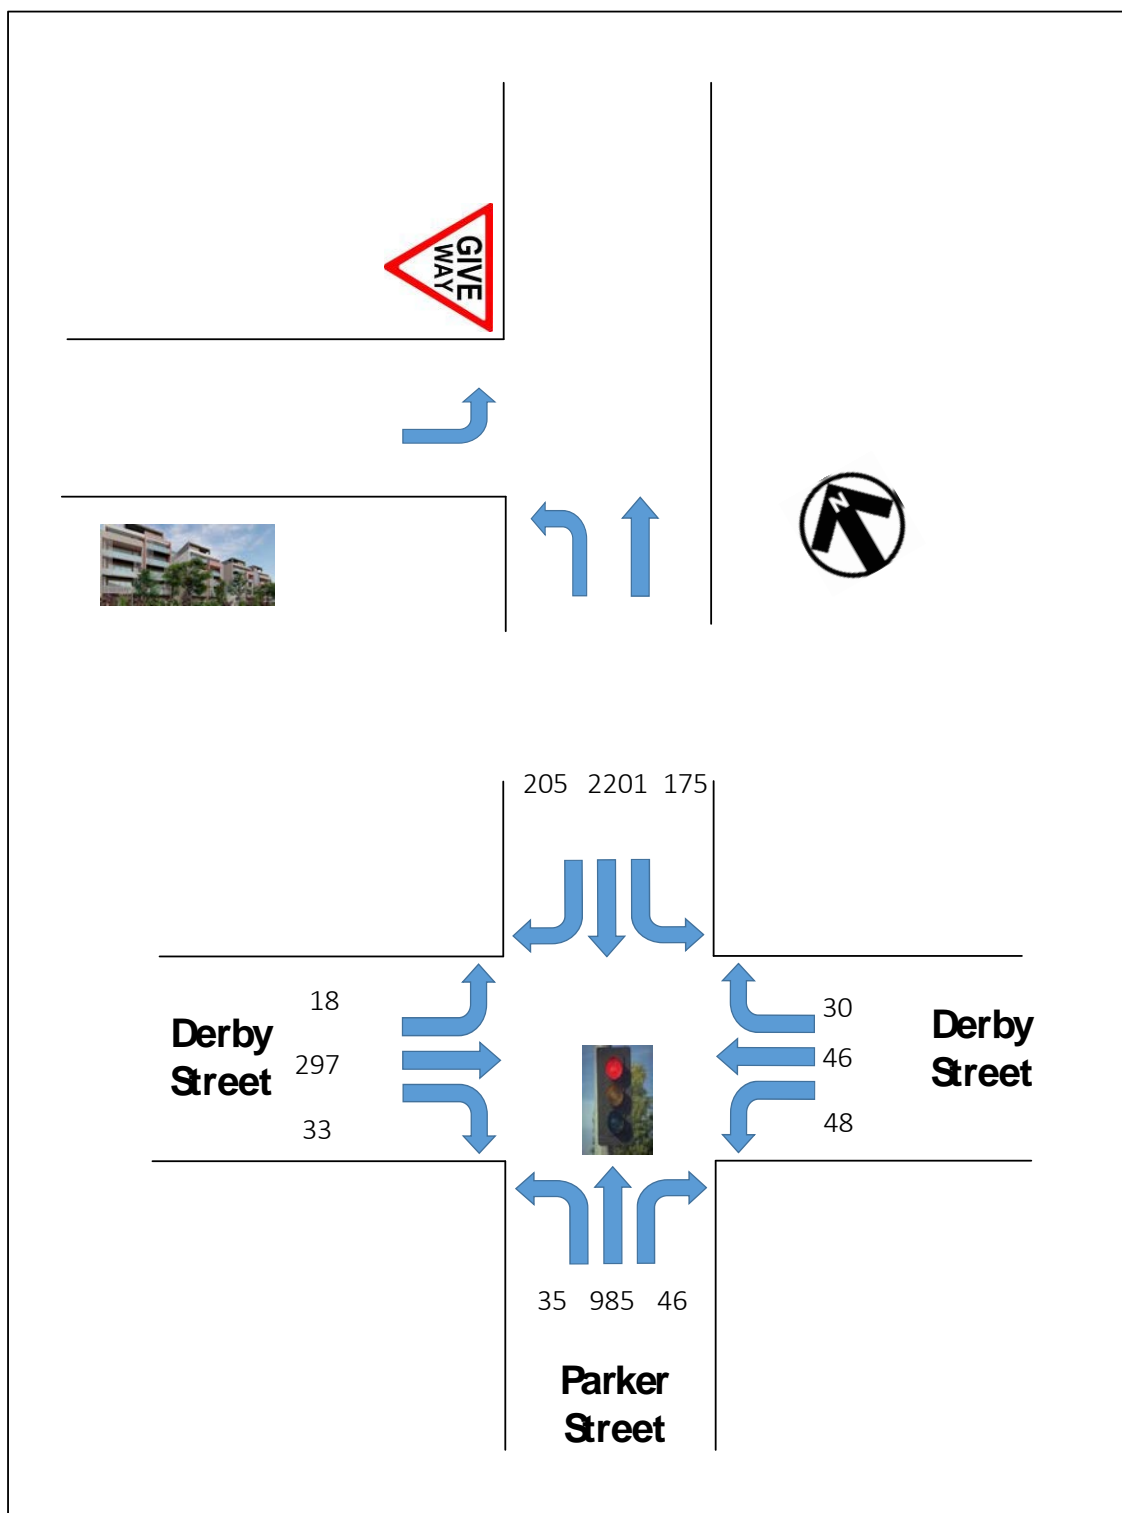 GIVE
WAY
N
205 2201 175
18
297
33
Derby
Street
30
46
48
Derby
Street
35 985 46
Parker
Street